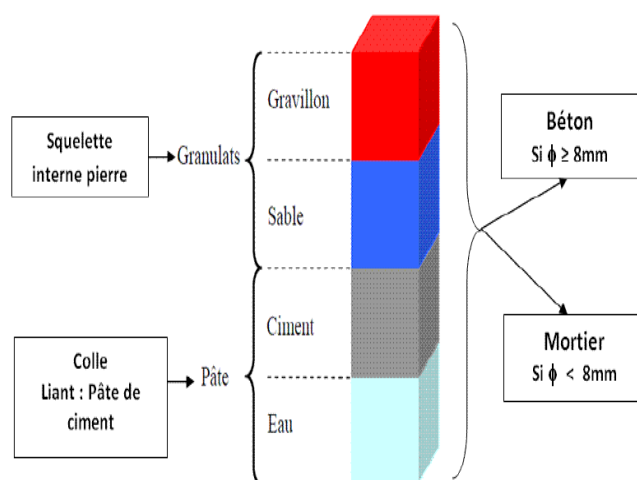 Squelette
interne pierre
Granulats
Gravillon
Sable
Colle
Liant : Pâte de
ciment
Pâte
Ciment
Eau
Béton
Si ϕ ≥ 8mm
Mortier
Si ϕ < 8mm